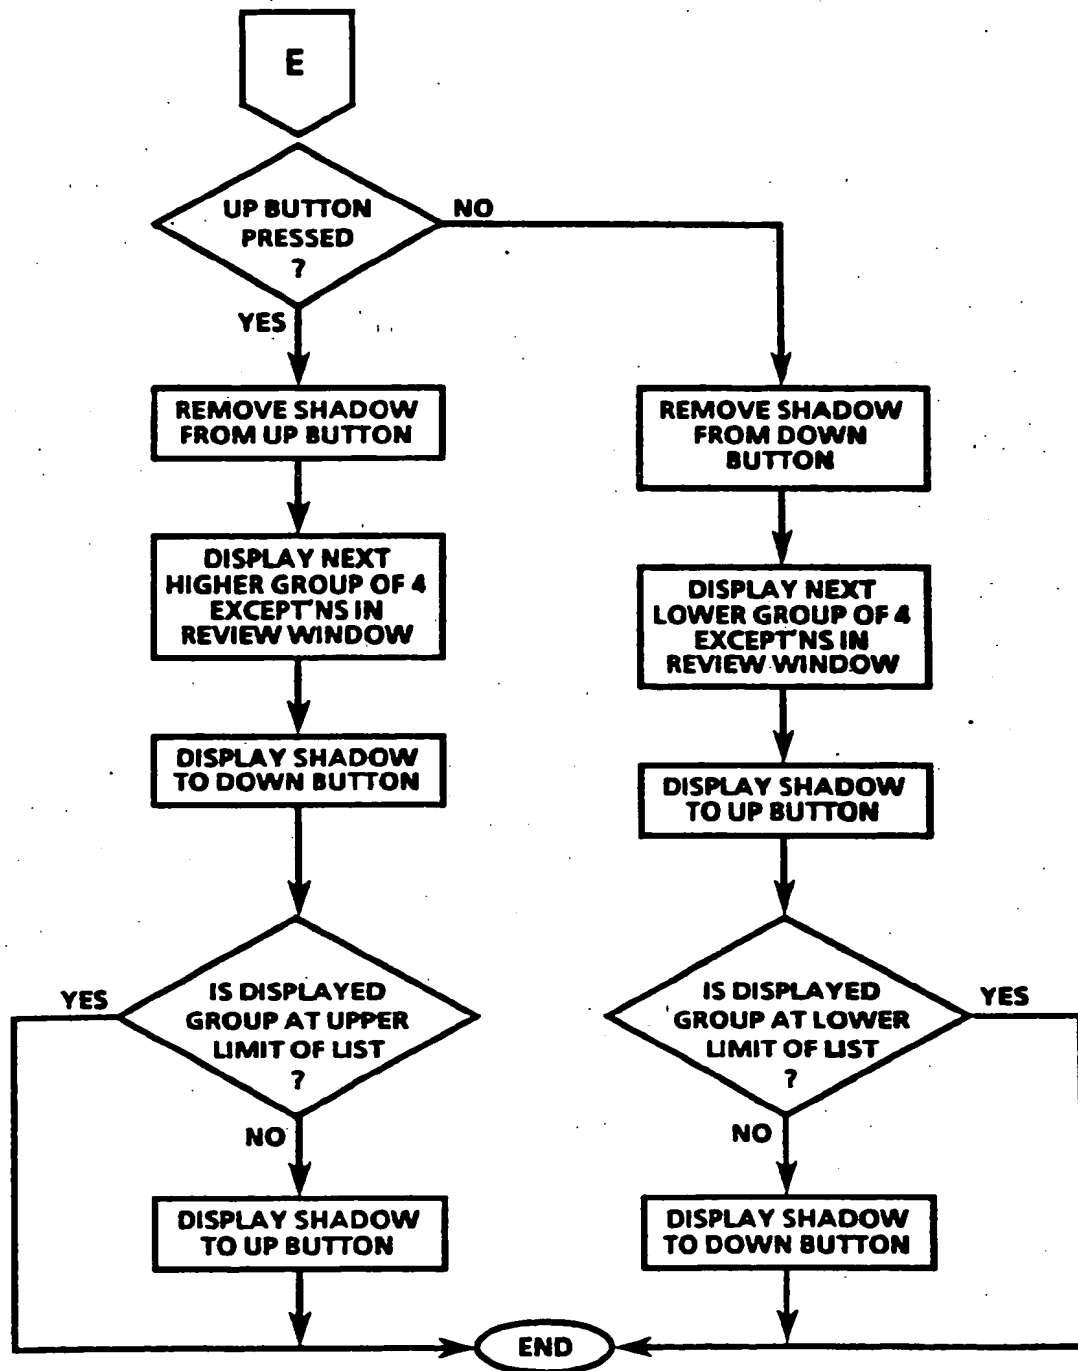 E
UP BUTTON
PRESSED
?
NO
YES
REMOVE SHADOW
FROM UP BUTTON
DISPLAY NEXT
HIGHER GROUP OF 4
EXCEPT'NS IN
REVIEW WINDOW
DISPLAY SHADOW
TO DOWN BUTTON
YES
IS DISPLAYED
GROUP AT UPPER
LIMIT OF LIST
?
NO
DISPLAY SHADOW
TO UP BUTTON
REMOVE SHADOW
FROM DOWN
BUTTON
DISPLAY NEXT
LOWER GROUP OF 4
EXCEPT'NS IN
REVIEW WINDOW
DISPLAY SHADOW
TO UP BUTTON
IS DISPLAYED
GROUP AT LOWER
LIMIT OF LIST
?
YES
NO
DISPLAY SHADOW
TO DOWN BUTTON
END